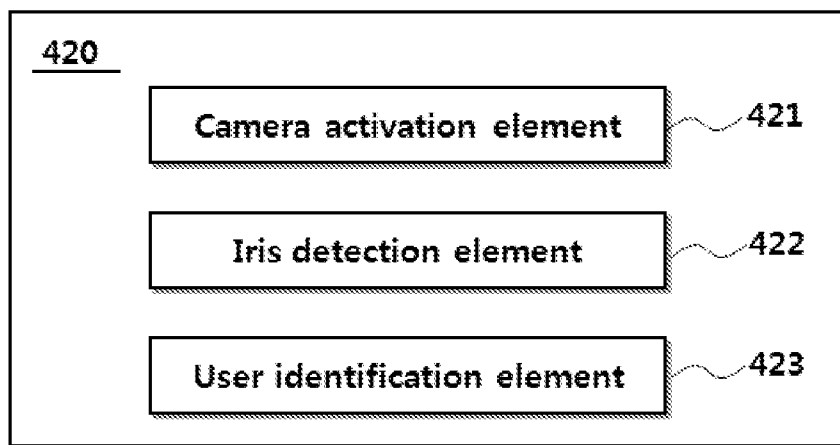 420
Camera activation element 421
Iris detection element 422
User identification element 423